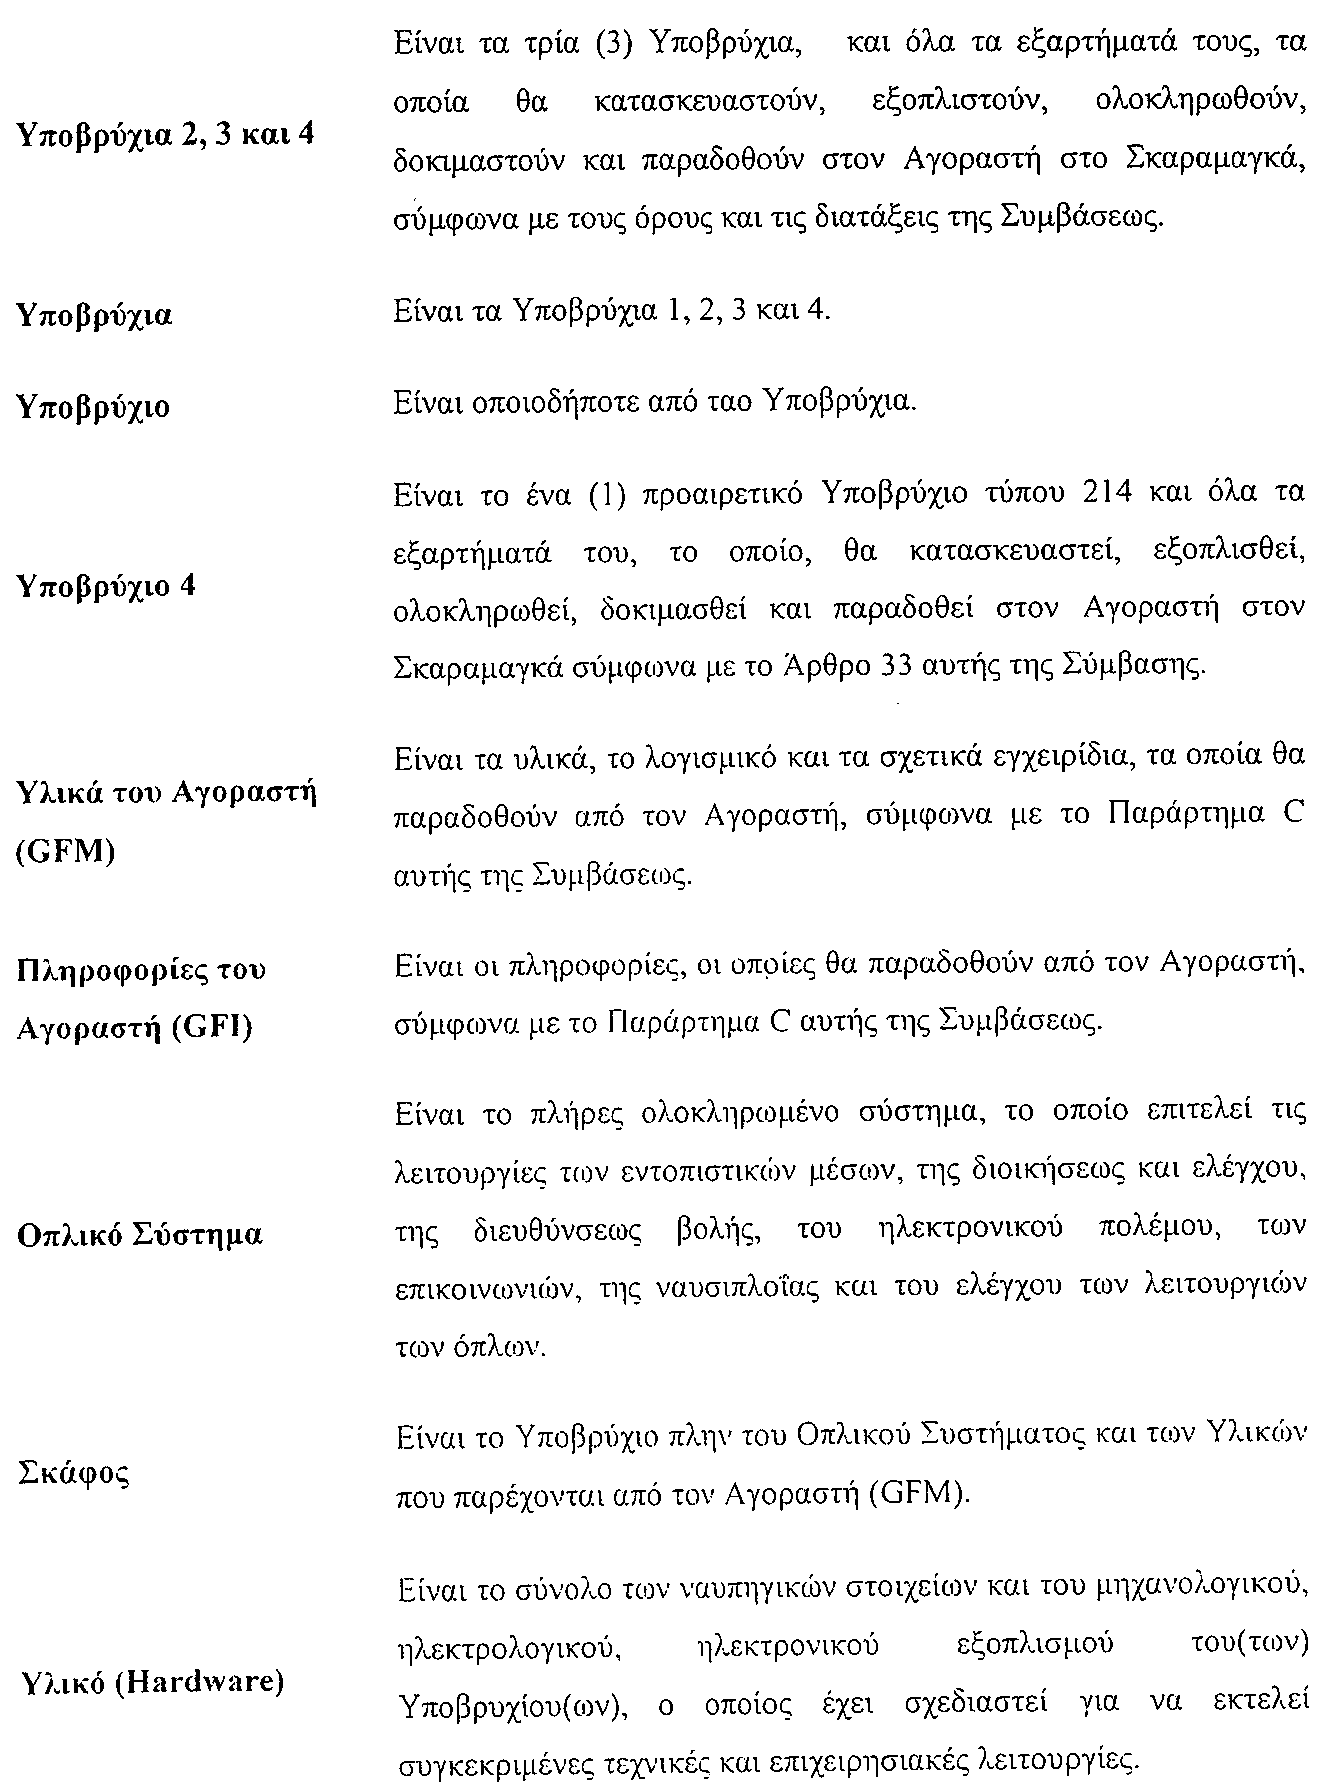 Είναι τα τρία (3) Υποβρύχια, και όλα τα εξαρτήματά τους, τα
οποία θα κατασκευαστούν, εξοπλιστούν, ολοκληρωθούν,
Υποβρύχια 2, 3 και 4
δοκιμαστούν και παραδοθούν στον Αγοραστή στο Σκαραμαγκά,
σύμφωνα με τους όρους και τις διατάξεις της Συμβάσεως.
Υποβρύχια
Είναι τα Υποβρύχια 1, 2, 3 και 4.
Υποβρύχιο
Είναι οποιοδήποτε από ταο Υποβρύχια.
Είναι το ένα (1) προαιρετικό Υποβρύχιο τύπου 214 και όλα τα
εξαρτήματά του, το οποίο, θα κατασκευαστεί, εξοπλισθεί,
Υποβρύχιο 4
ολοκληρωθεί, δοκιμασθεί και παραδοθεί στον Αγοραστή στον
Σκαραμαγκά σύμφωνα με το Άρθρο 33 αυτής της Σύμβασης.
Είναι τα υλικά, το λογισμικό και τα σχετικά εγχειρίδια, τα οποία θα
Υλικά του Αγοραστή
παραδοθούν από τον Αγοραστή, σύμφωνα με το Παράρτημα C
(GFM)
αυτής της Συμβάσεως.
Πληροφορίες του
Είναι οι πληροφορίες, οι οποίες θα παραδοθούν από τον Αγοραστή,
Αγοραστή (GFI)
σύμφωνα με το Παράρτημα C αυτής της Συμβάσεως.
Είναι το πλήρες ολοκληρωμένο σύστημα, το οποίο επιτελεί τις
λειτουργίες των εντοπιστικών μέσων, της διοικήσεως και ελέγχου,
Οπλικό Σύστημα
της διευθύνσεως βολής, του ηλεκτρονικού πολέμου, των
επικοινωνιών, της ναυσιπλοΐας και του ελέγχου των λειτουργιών
των όπλων.
Είναι το Υποβρύχιο πλην του Οπλικού Συστήματος και των Υλικών
Σκάφος
που παρέχονται από τον Αγοραστή (GFM).
Είναι το σύνολο των ναυπηγικών στοιχείων και του μηχανολογικού,
ηλεκτρολογικού, ηλεκτρονικού εξοπλισμού του(των)
Υλικό (Hardware)
Υποβρυχίου(ων), ο οποίος έχει σχεδιαστεί για να εκτελεί
συγκεκριμένες τεχνικές και επιχειρησιακές λειτουργίες.